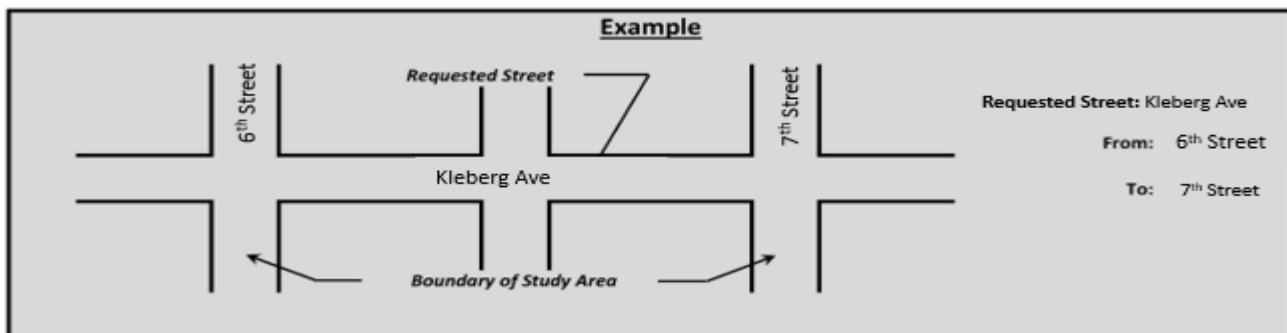 Example
6th Street
Requested Street
7th Street
Kleberg Ave
Boundary of Study Area
Requested Street: Kleberg Ave
From: 6th Street
To: 7th Street